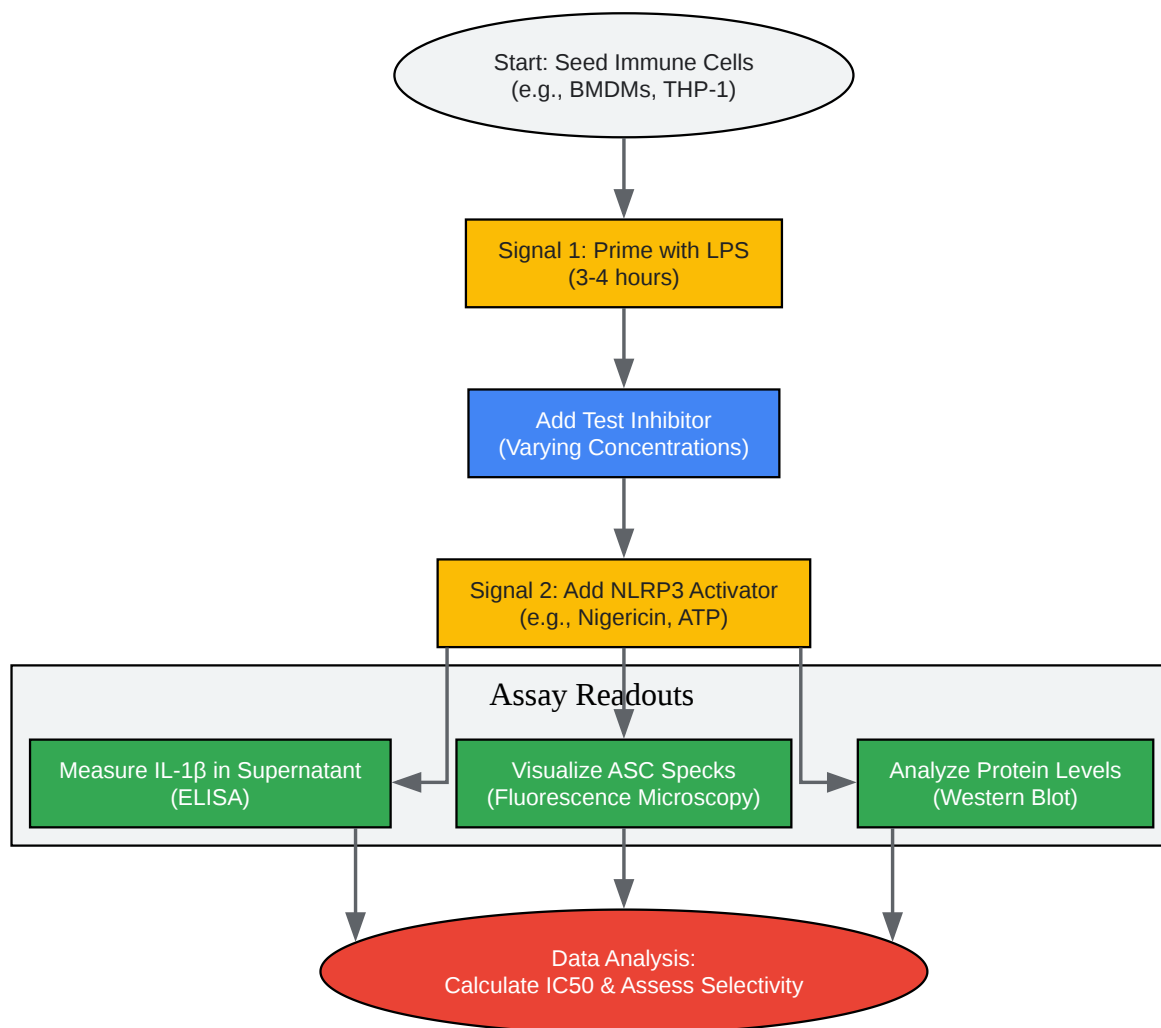 Start: Seed Immune Cells
(e.g., BMDMs, THP-1)
Signal 1: Prime with LPS
(3-4 hours)
Add Test Inhibitor
(Varying Concentrations)
Signal 2: Add NLRP3 Activator
(e.g., Nigericin, ATP)
Assay Readouts
Measure IL-1β in Supernatant
(ELISA)
Visualize ASC Specks
(Fluorescence Microscopy)
Analyze Protein Levels
(Western Blot)
Data Analysis:
Calculate IC50 & Assess Selectivity